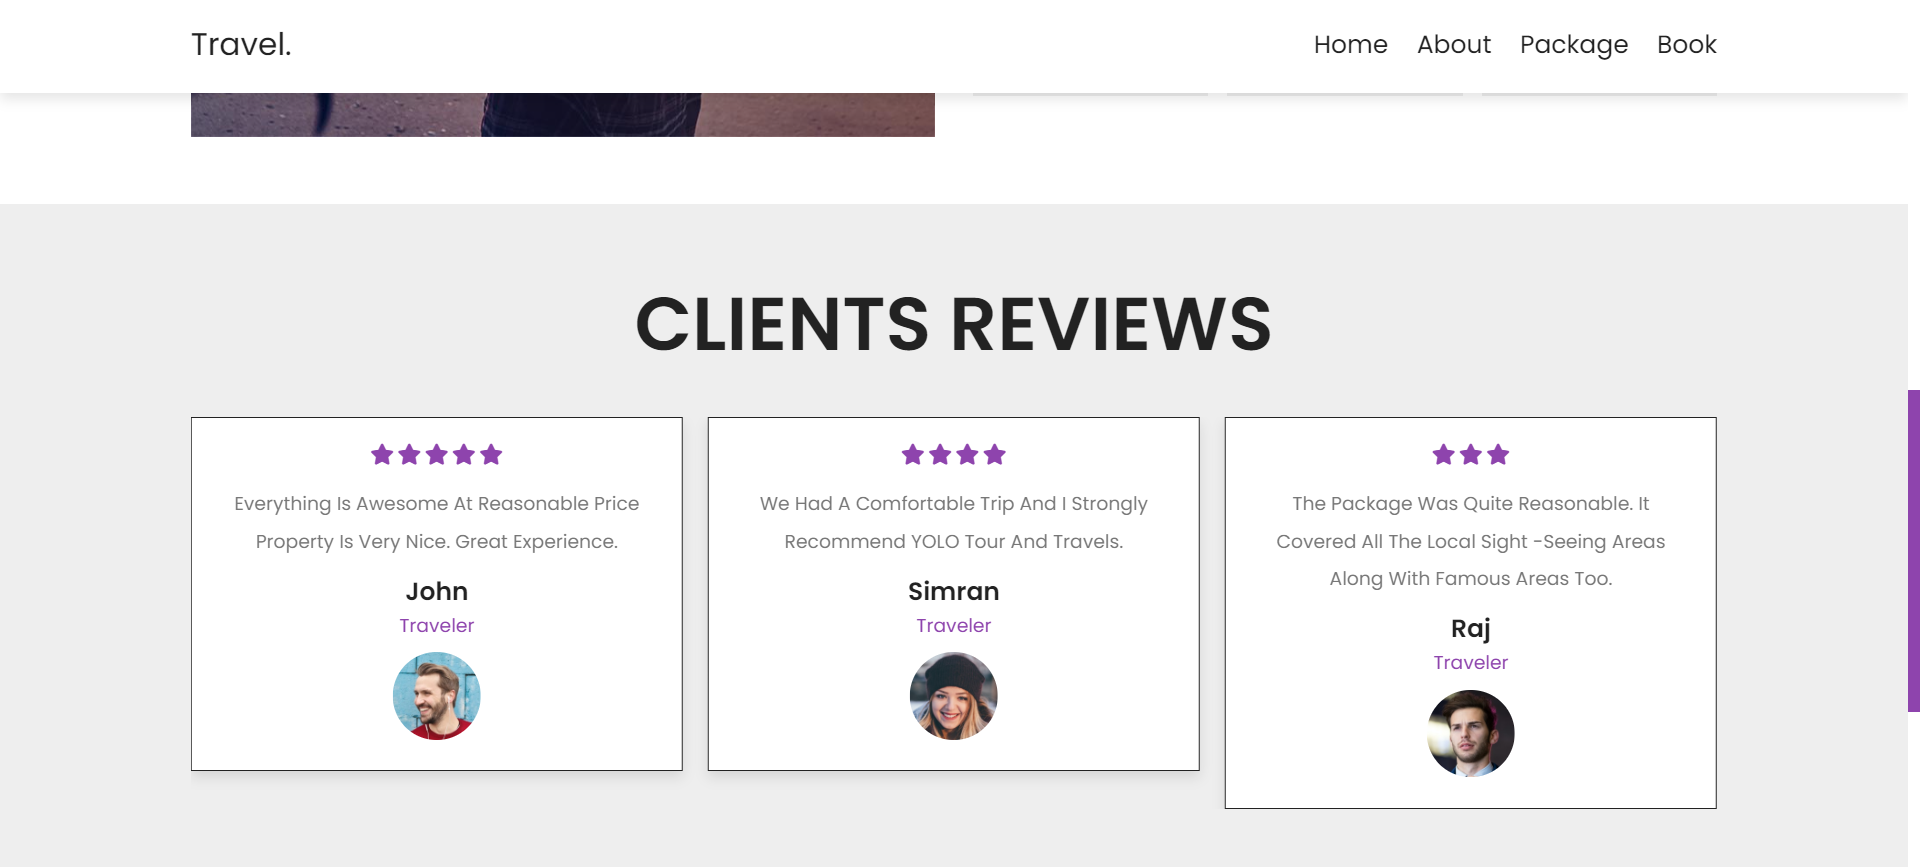 Travel.
Home About Package Book
CLIENTS REVIEWS
Everything Is Awesome At Reasonable Price
Property Is Very Nice. Great Experience.
John
Traveler
We Had A Comfortable Trip And I Strongly
Recommend YOLO Tour And Travels.
Simran
Traveler
The Package Was Quite Reasonable. It
Covered All The Local Sight -Seeing Areas
Along With Famous Areas Too.
Raj
Traveler